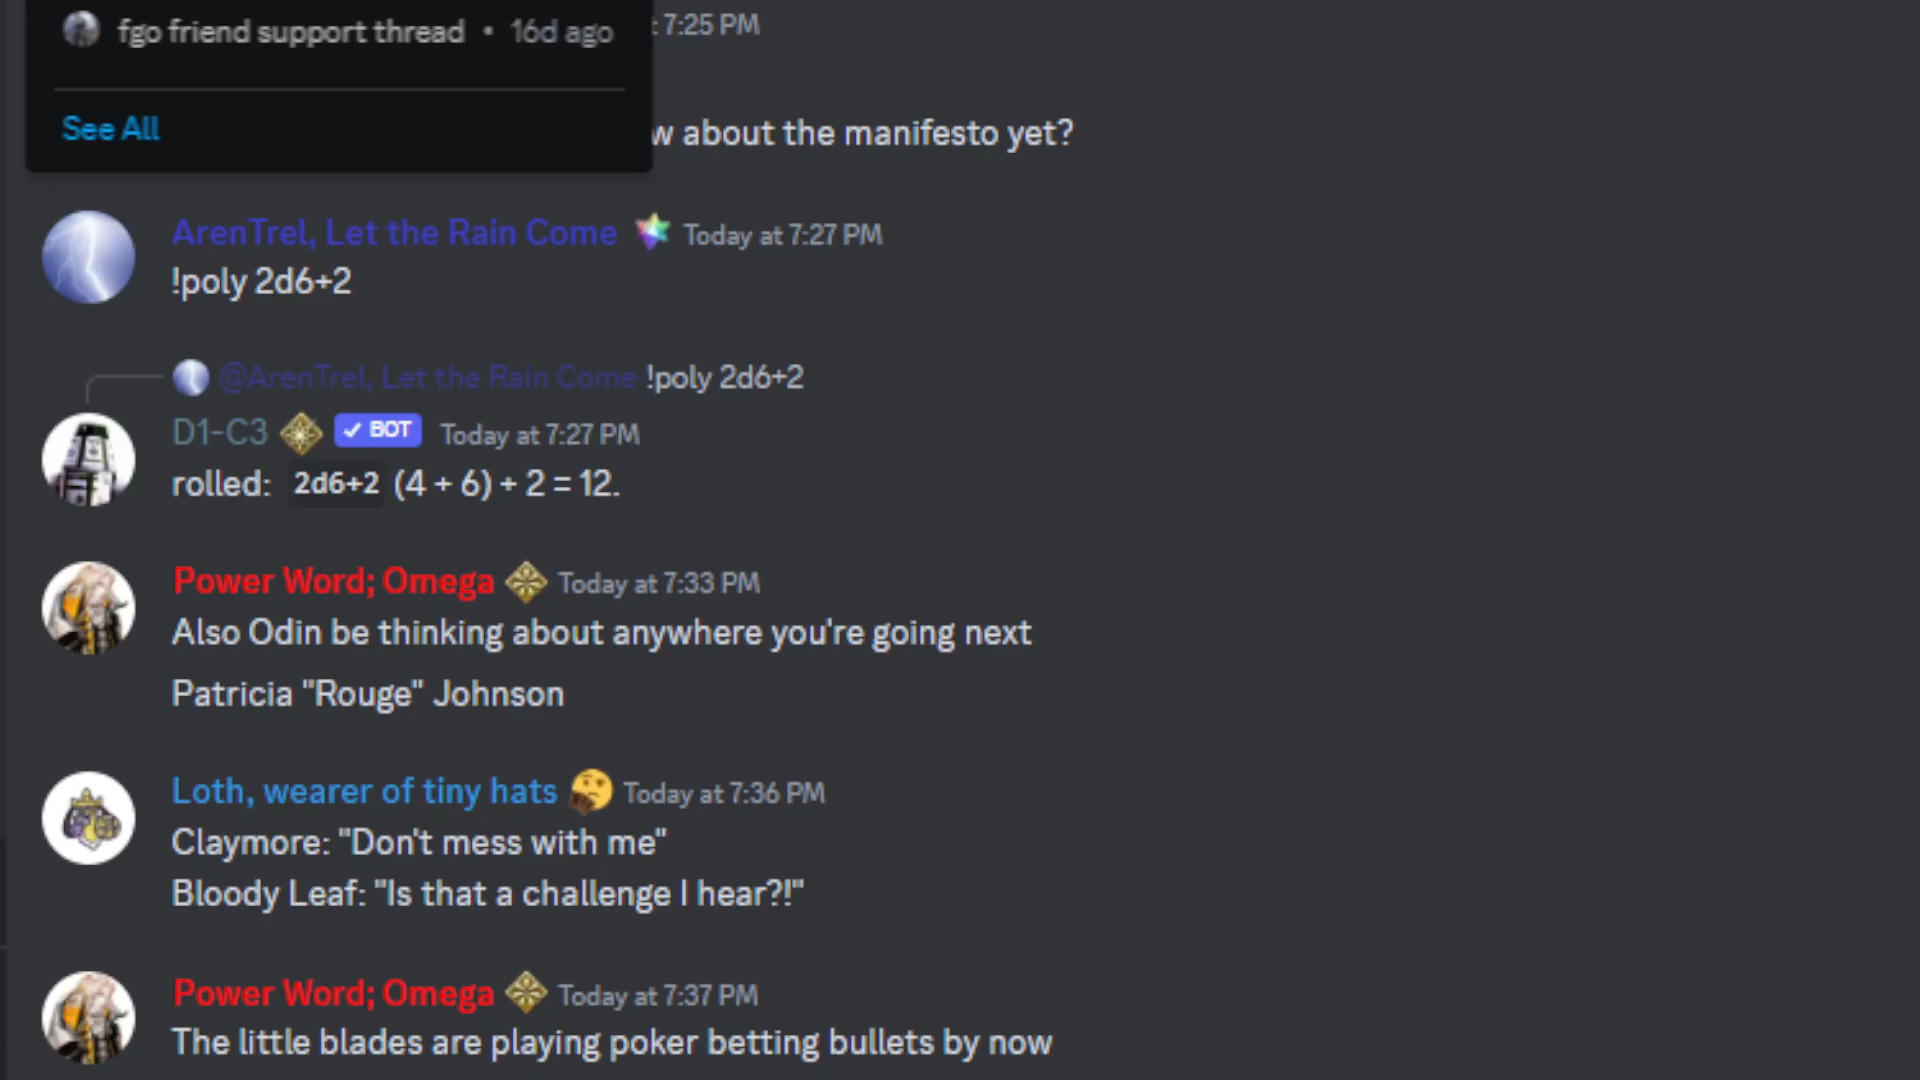 fgo friend support thread • 16d ago
7:25 PM
See All
about the manifesto yet?
ArenTrel, Let the Rain Come Today at 7:27 PM
!poly 2d6+2
@ArenTrel, Let the Rain Come !poly 2d6+2
D1-C3 ✓ BOT Today at 7:27 PM
rolled: 2d6+2 (4 + 6) + 2 = 12.
Power Word; Omega Today at 7:33 PM
Also Odin be thinking about anywhere you're going next
Patricia "Rouge" Johnson
Loth, wearer of tiny hats Today at 7:36 PM
Claymore: "Don't mess with me"
Bloody Leaf: "Is that a challenge I hear?!"
Power Word; Omega Today at 7:37 PM
The little blades are playing poker betting bullets by now